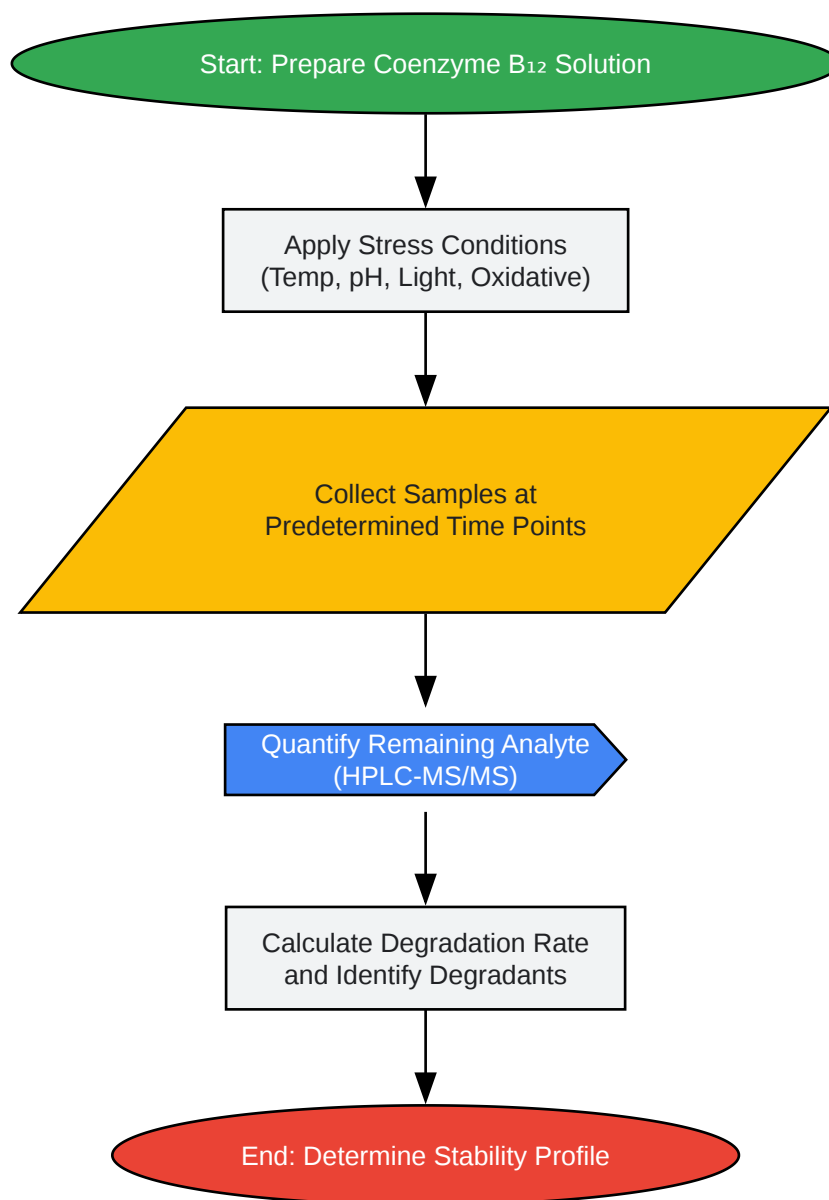 Start: Prepare Coenzyme B₁₂ Solution
Apply Stress Conditions
(Temp, pH, Light, Oxidative)
Collect Samples at
Predetermined Time Points
Quantify Remaining Analyte
(HPLC-MS/MS)
Calculate Degradation Rate
and Identify Degradants
End: Determine Stability Profile